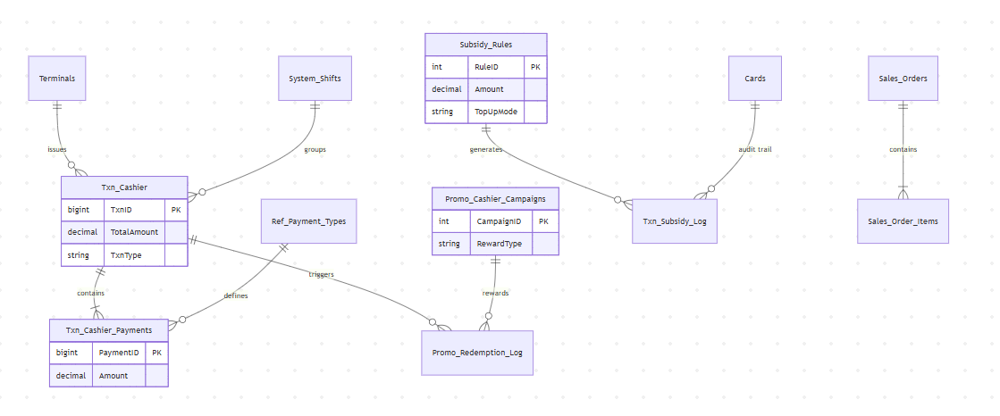 Subsidy_Rules
int RuleID PK
decimal Amount
string TopUpMode
Terminals
System_Shifts
Cards
Sales_Orders
issues
groups
generates
audit trail
contains
Txn_Cashier
bigint TxnID PK
decimal TotalAmount
string TxnType
Ref_Payment_Types
Promo_Cashier_Campaigns
int CampaignID PK
string RewardType
Txn_Subsidy_Log
Sales_Order_Items
triggers
contains
defines
rewards
Txn_Cashier_Payments
bigint PaymentID PK
decimal Amount
Promo_Redemption_Log